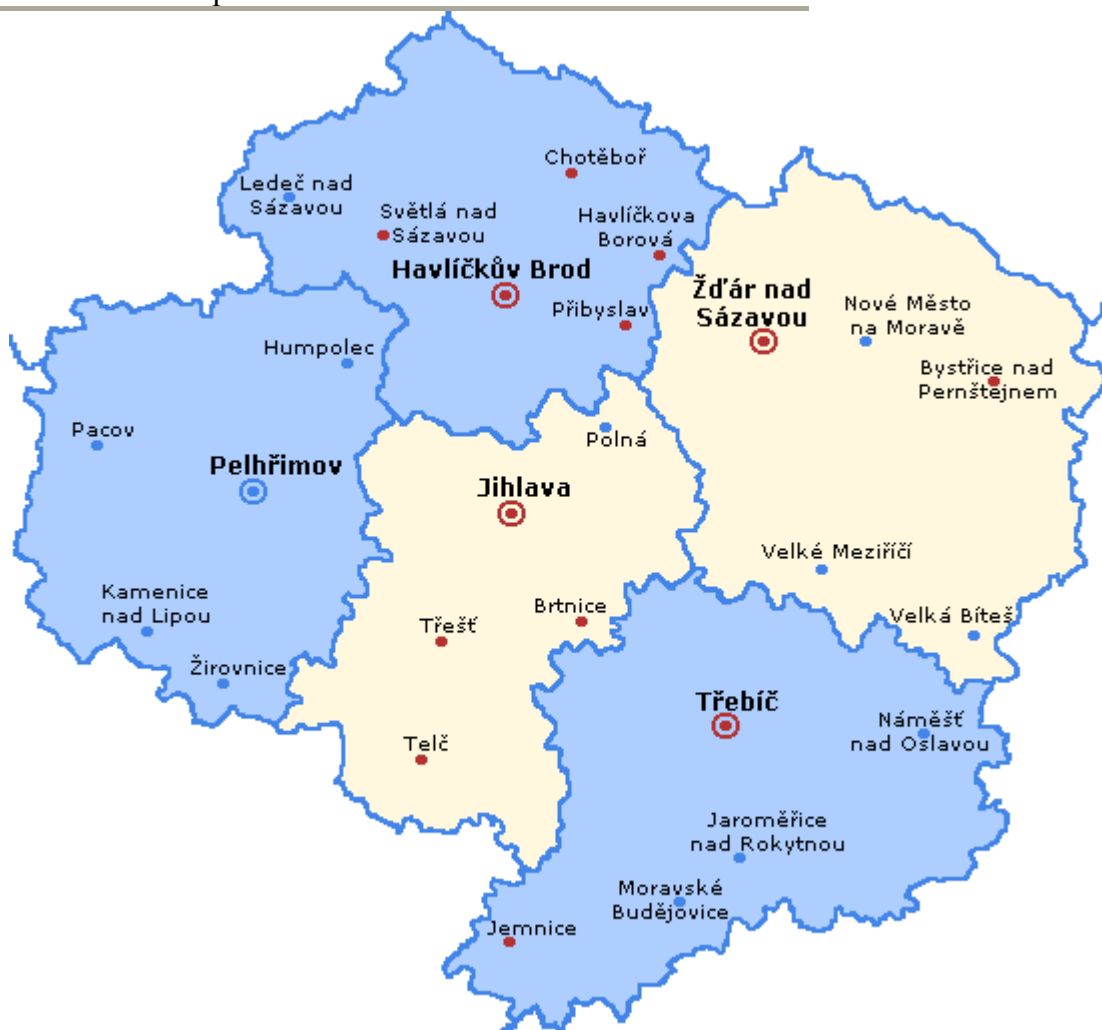 Chotěboř
Ledeč nad
Sázavou
Světlá nad
Sázavou
Havlíčkova
Borová
Havlíčkův Brod
Žďár nad
Sázavou
Nové Město
na Moravě
Přibyslav
Humpolec
Bystřice nad
Pernštejnem
Pacov
Polná
Pelhřimov
Jihlava
Velké Meziříčí
Kamenice
nad Lipou
Brtnice
Třešť
Velká Bíteš
Žirovnice
Třebíč
Náměšť
nad Oslavou
Telč
Jaroměřice
nad Rokytnou
Moravské
Budějovice
Jemnice